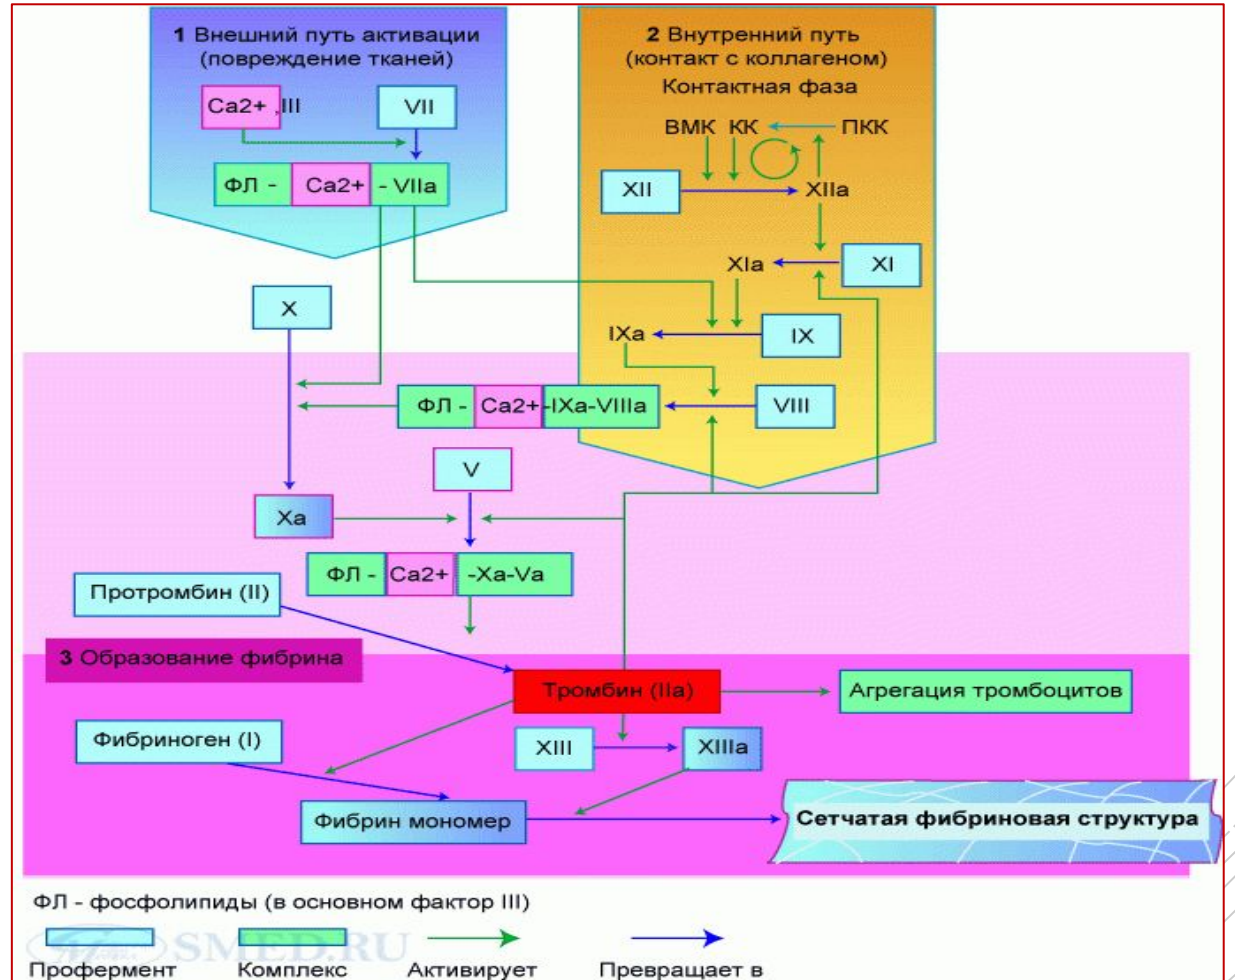 1 Внешний путь активации
(повреждение тканей)
Ca2+ ,III
VII
ФЛ - Ca2+ - VIIa
2 Внутренний путь
(контакт с коллагеном)
Контактная фаза
ВМК КК ПКК
XII
XIIa
XIa
XI
IXa
IX
X
ФЛ - Ca2+ -IXa-VIIIa
VIII
V
Xa
ФЛ - Ca2+ -Xa-Va
Протромбин (II)
3 Образование фибрина
Тромбин (IIa)
Агрегация тромбоцитов
Фибриноген (I)
XIII
XIIIa
Фибрин мономер
Сетчатая фибриновая структура
ФЛ - фосфолипиды (в основном фактор III)
SMED.RU
Профермент
Комплекс
Активирует
Превращает в